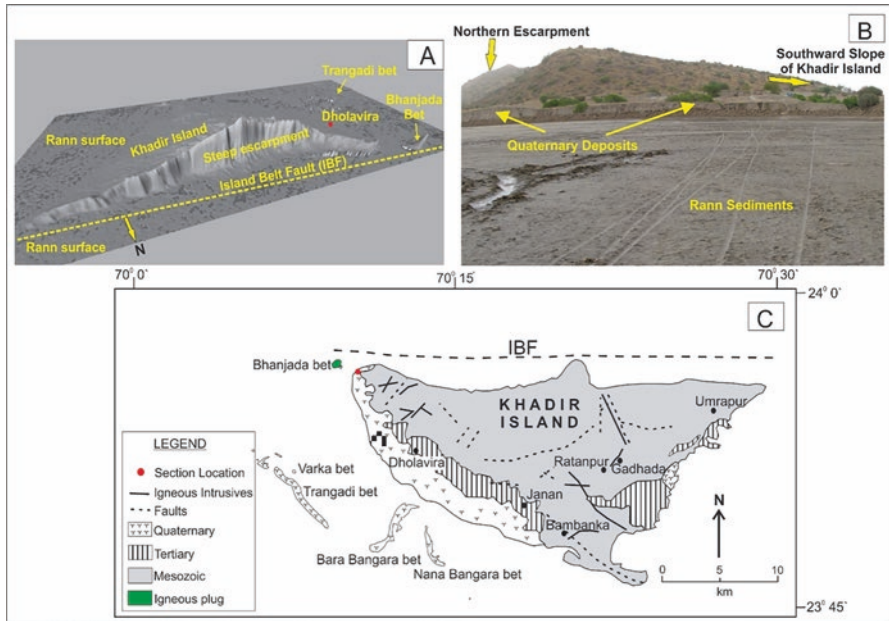 A
Trangadi bet
Dholavira
Bhanjada
Bet
Rann surface
Khadir Island
Steep escarpment
Island Belt Fault (IBF)
Rann surface
N
B
Northern Escarpment
Southward Slope
of Khadir Island
Quaternary Deposits
Rann Sediments
70° 0'
70° 15'
70° 30'
24° 0'
C
IBF
Bhanjada bet
KHADIR
ISLAND
Umrapur
Ratanpur
Gadhada
Dholavira
Janan
Bambanka
Varka bet
Trangadi bet
Bara Bangara bet
Nana Bangara bet
LEGEND
Section Location
Igneous Intrusives
Faults
Quaternary
Tertiary
Mesozoic
Igneous plug
N
0 5 10
km
23° 45'